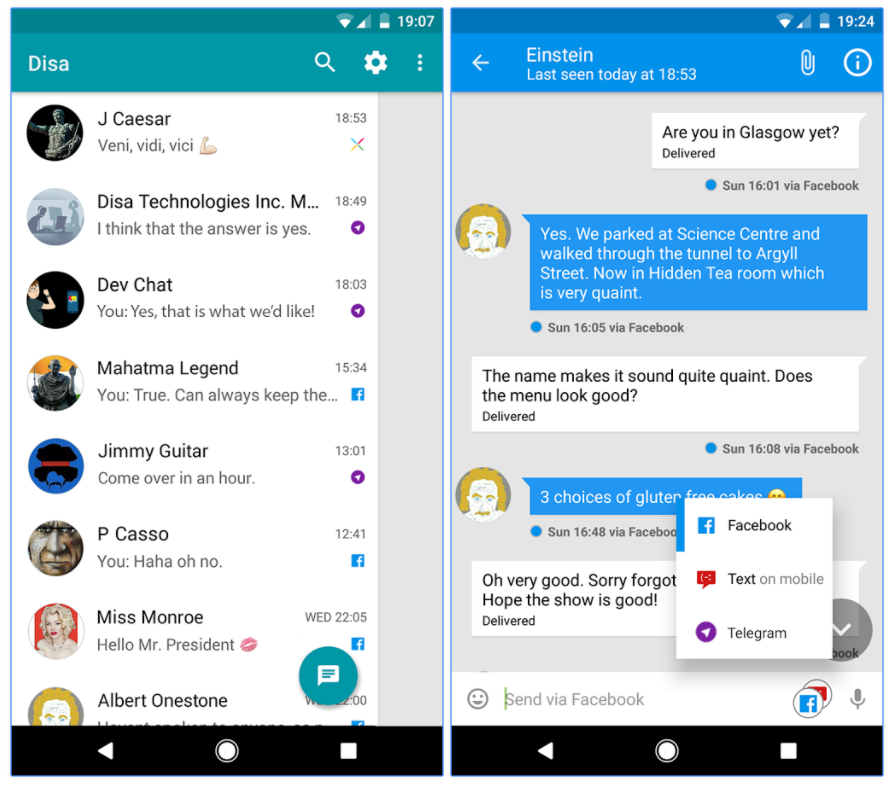 19:07
Disa
J Caesar 18:53
Veni, vidi, vici 💪🏻
Disa Technologies Inc. M... 18:49
I think that the answer is yes.
Dev Chat 18:03
You: Yes, that is what we'd like!
Mahatma Legend 15:34
You: True. Can always keep the...
Jimmy Guitar 13:01
Come over in an hour.
P Casso 12:41
You: Haha oh no.
Miss Monroe WED 22:05
Hello Mr. President 💋
Albert Onestone 22:00
19:24
Einstein
Last seen today at 18:53
Are you in Glasgow yet?
Delivered
Sun 16:01 via Facebook
Yes. We parked at Science Centre and
walked through the tunnel to Argyll
Street. Now in Hidden Tea room which
is very quaint.
Sun 16:05 via Facebook
The name makes it sound quite quaint. Does
the menu look good?
Delivered
Sun 16:08 via Facebook
3 choices of gluten free cakes 😊
Sun 16:48 via Faceboo
Oh very good. Sorry forgot
Hope the show is good!
Delivered
book
Facebook
Text on mobile
Telegram
Send via Facebook